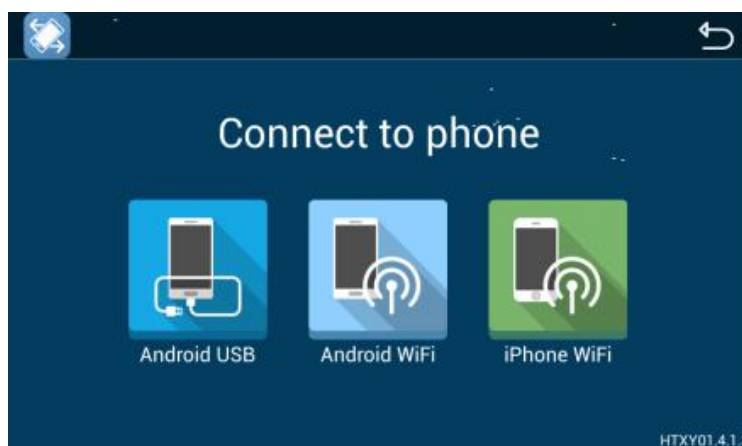 Connect to phone
Android USB
Android WiFi
iPhone WiFi
HTXY01.4.1